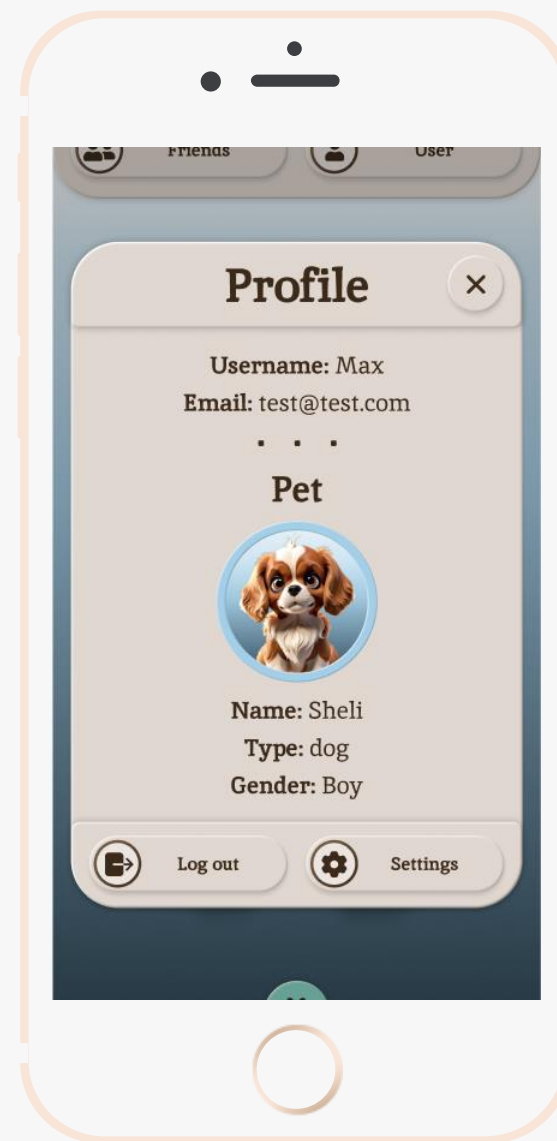 Friends User
Profile
Username: Max
Email: test@test.com
Pet
Name: Sheli
Type: dog
Gender: Boy
Log out Settings